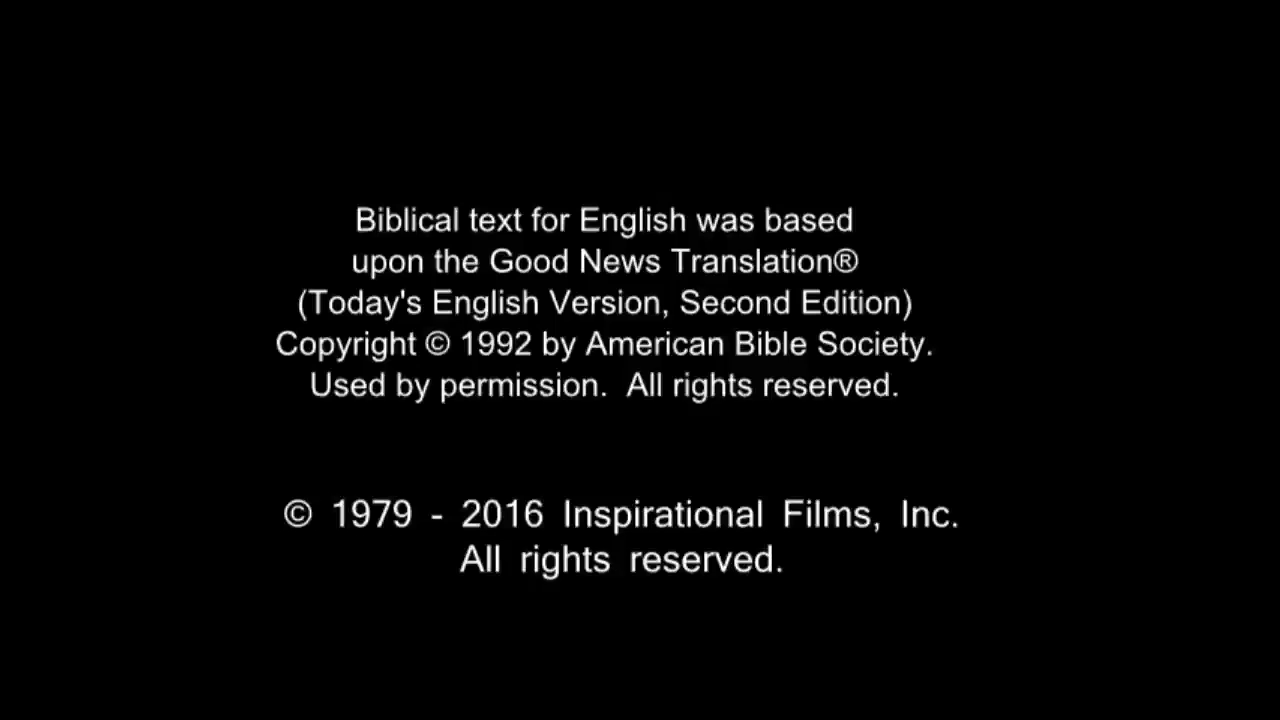 Biblical text for English was based
upon the Good News Translation®
(Today's English Version, Second Edition)
Copyright © 1992 by American Bible Society.
Used by permission.  All rights reserved.
© 1979 - 2016 Inspirational Films, Inc.
All rights reserved.